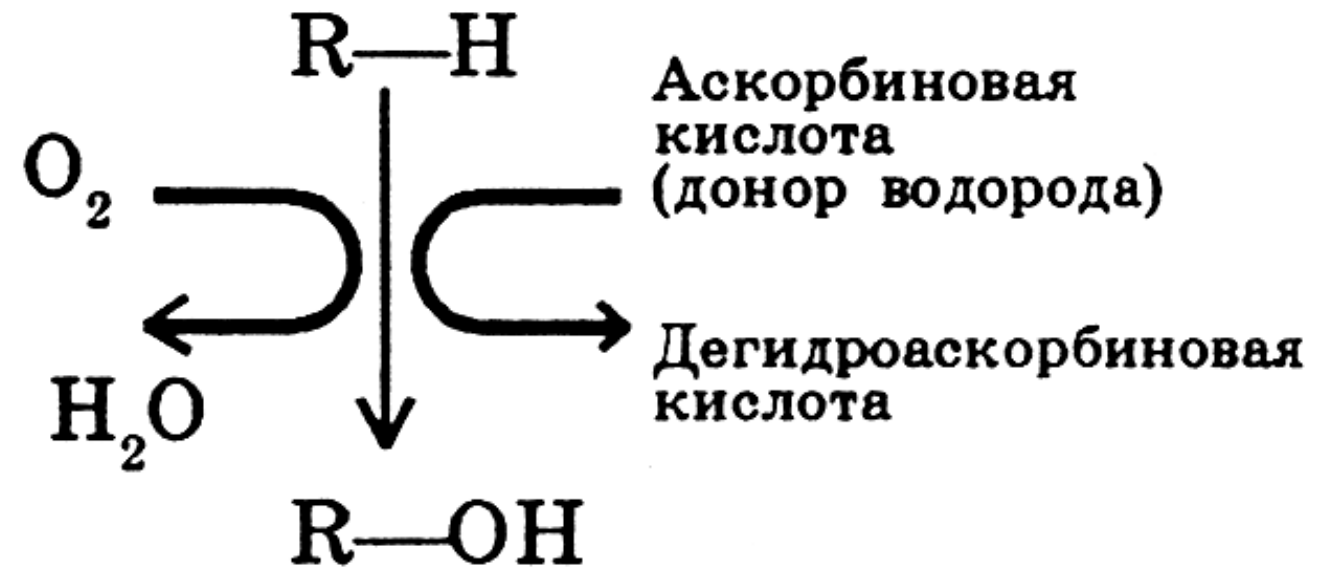 R—H
Аскорбиновая
кислота
(донор водорода)
O₂
Дегидроаскорбиновая
кислота
H₂O
R—OH